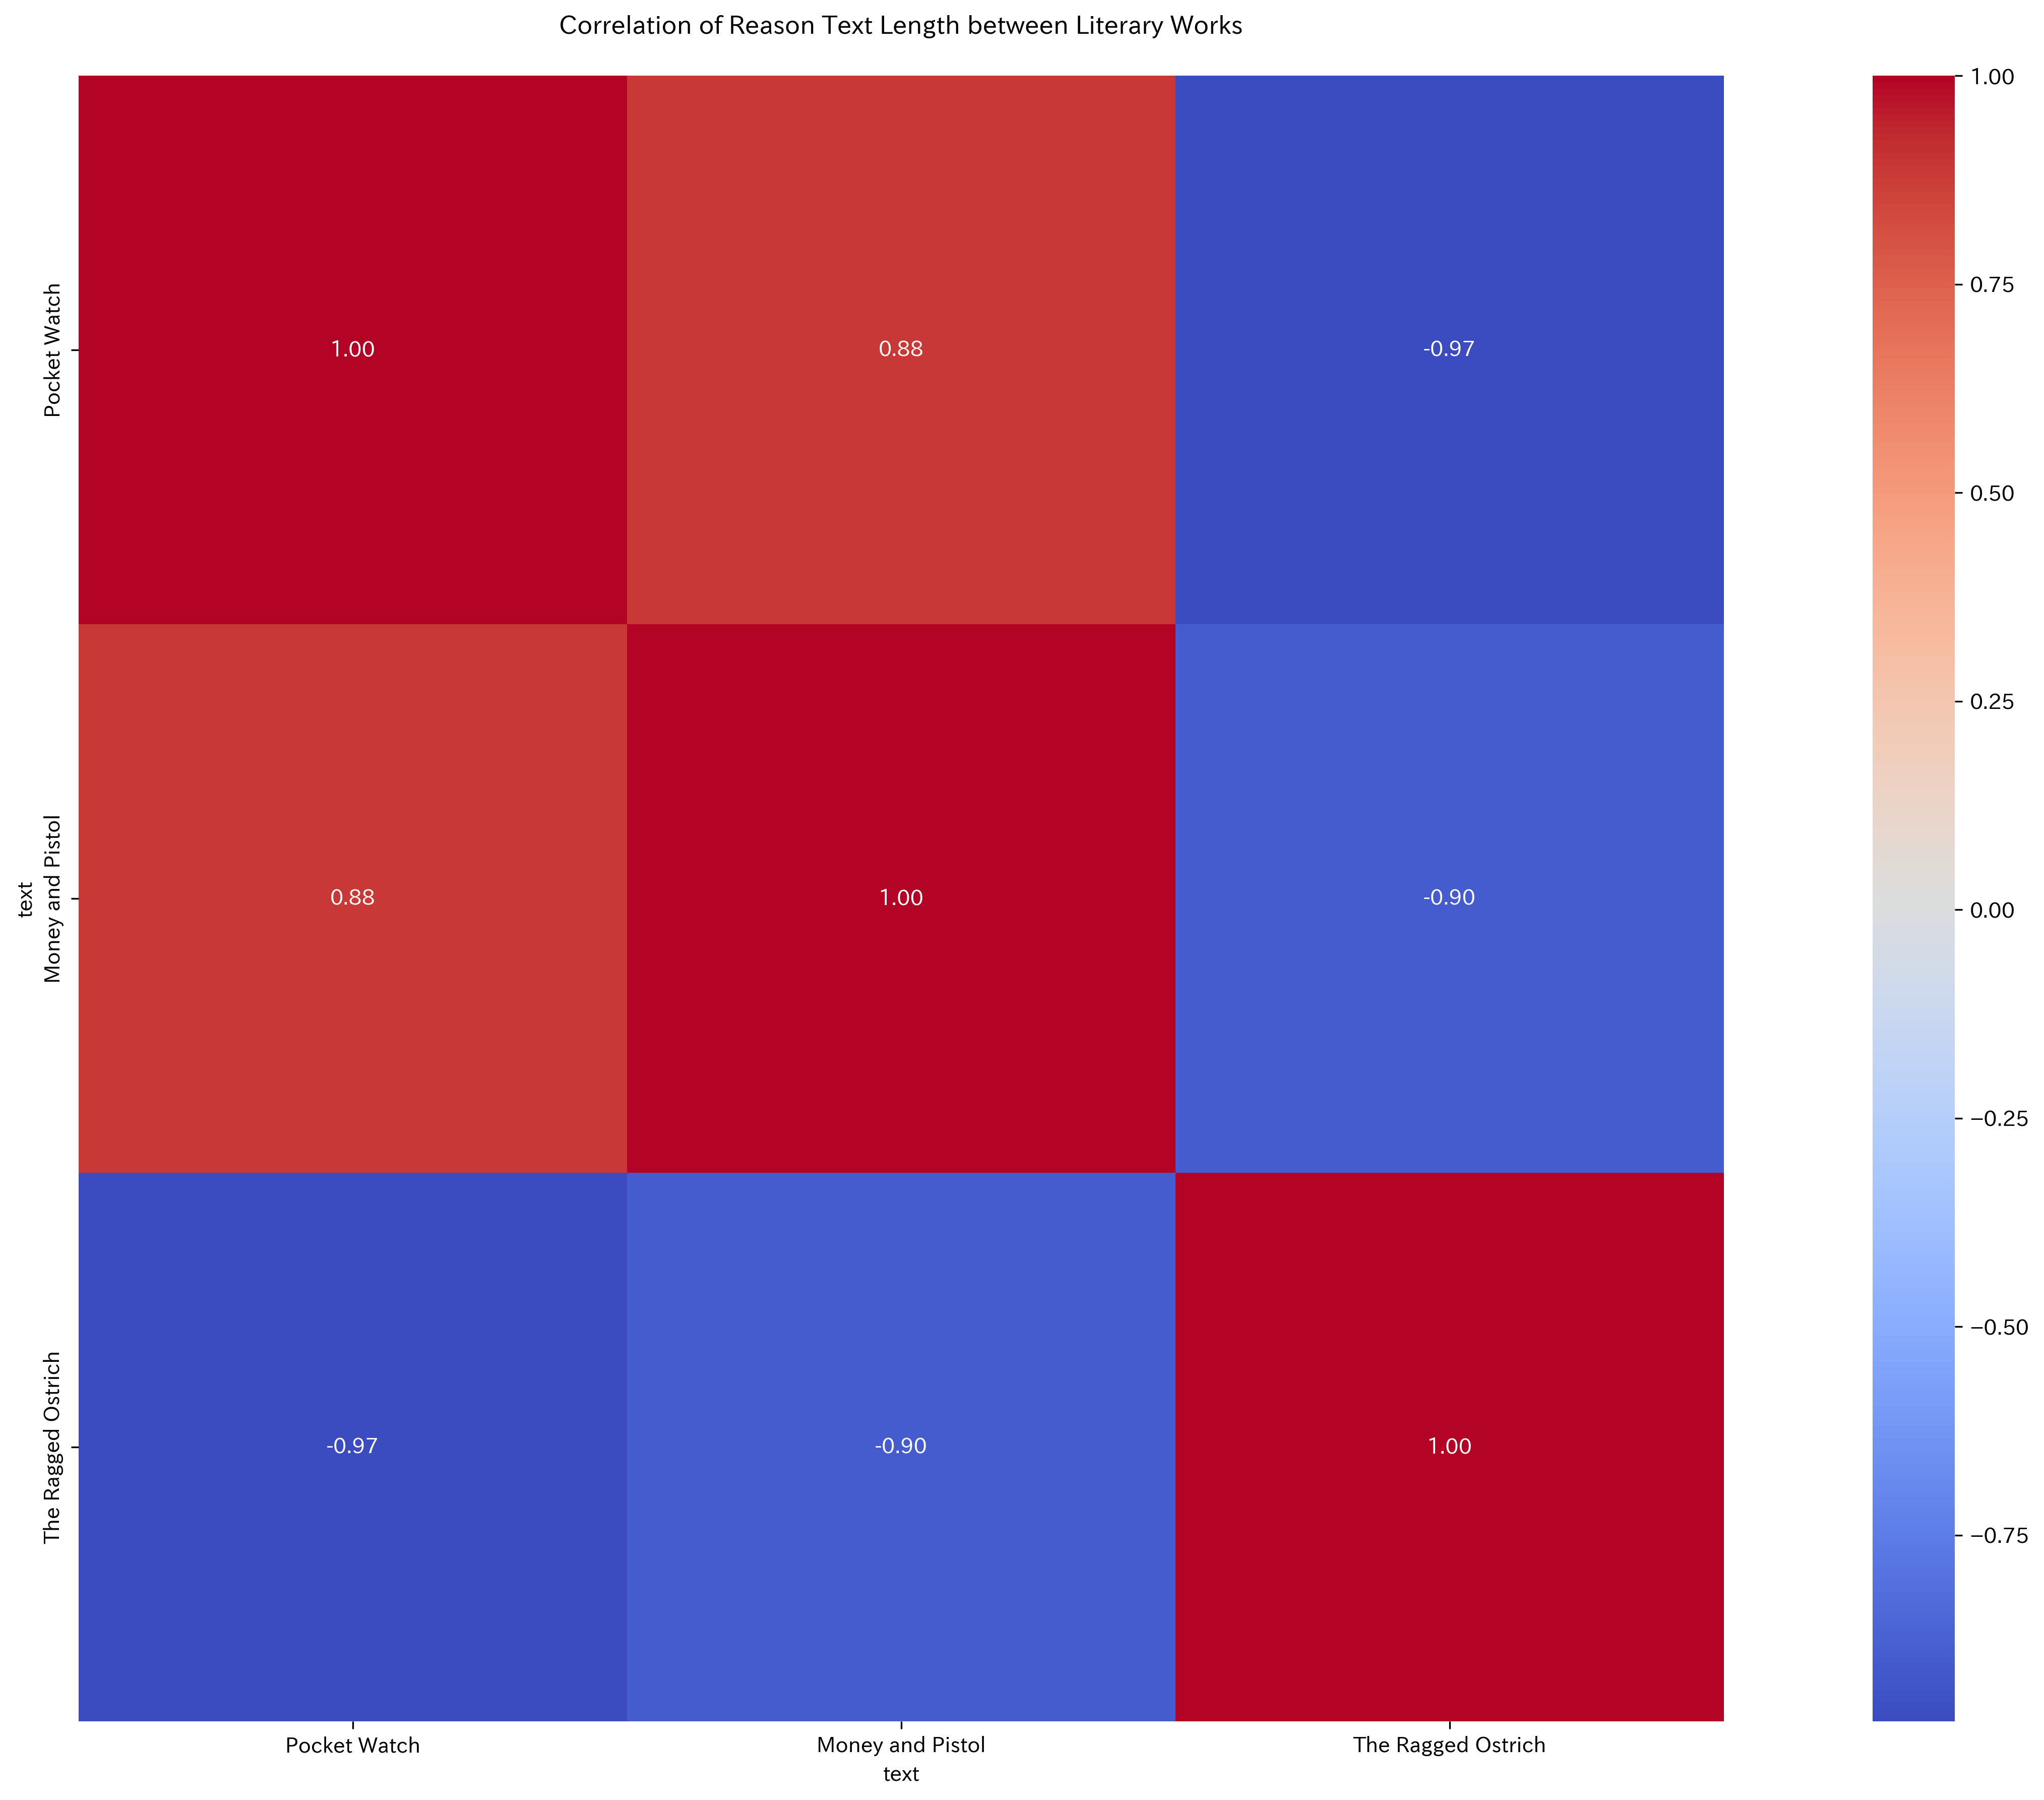 Correlation of Reason Text Length between Literary Works
text
Pocket Watch
Money and Pistol
The Ragged Ostrich
1.00 0.88 -0.97
0.88 1.00 -0.90
-0.97 -0.90 1.00
Pocket Watch Money and Pistol The Ragged Ostrich
text
1.00
0.75
0.50
0.25
0.00
−0.25
−0.50
−0.75